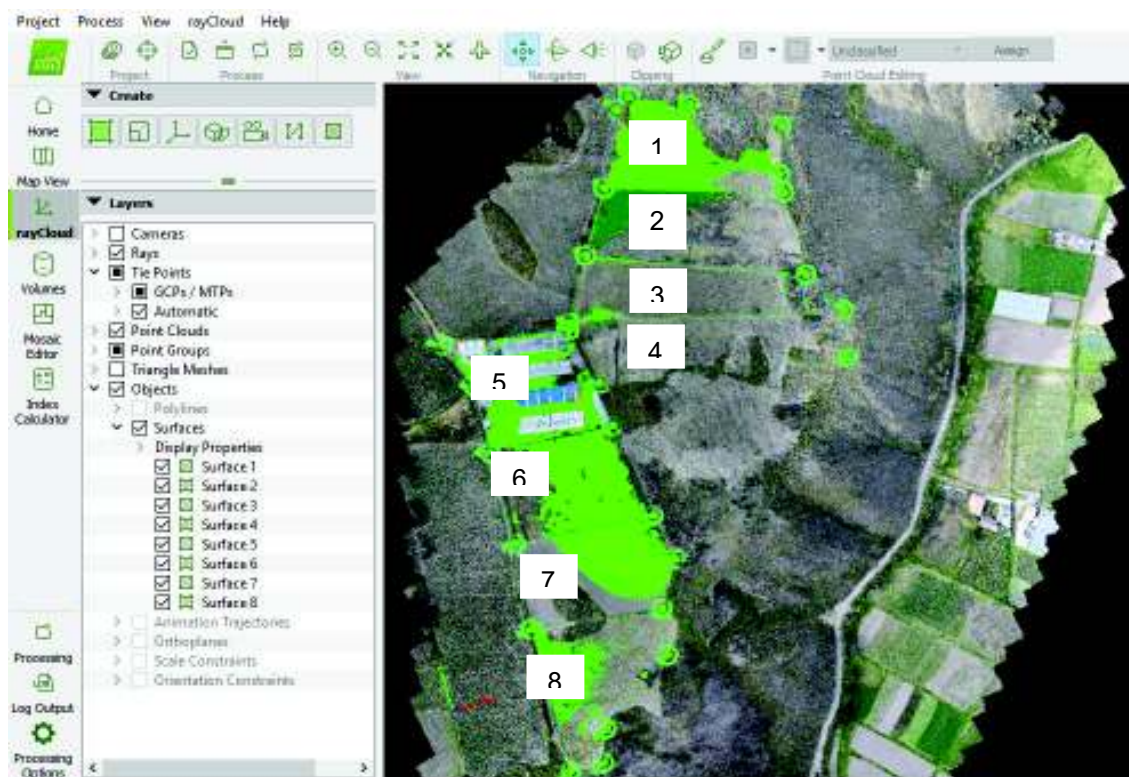 Project Process View rayCloud Help
Project Process View Navigation Clipping Point Cloud Editing
Unclassified Assign
Home
Map View
rayCloud
Volumes
Mosaic
Editor
Index
Calculator
Processing
Log Output
Processing
Options
Create
Layers
Cameras
Rays
Tie Points
GCPs / MTPs
Automatic
Point Clouds
Point Groups
Triangle Meshes
Objects
Polylines
Surfaces
Display Properties
Surface 1
Surface 2
Surface 3
Surface 4
Surface 5
Surface 6
Surface 7
Surface 8
Animation Trajectories
Orthoplanes
Scale Constraints
Orientation Constraints
1
2
3
4
5
6
7
8